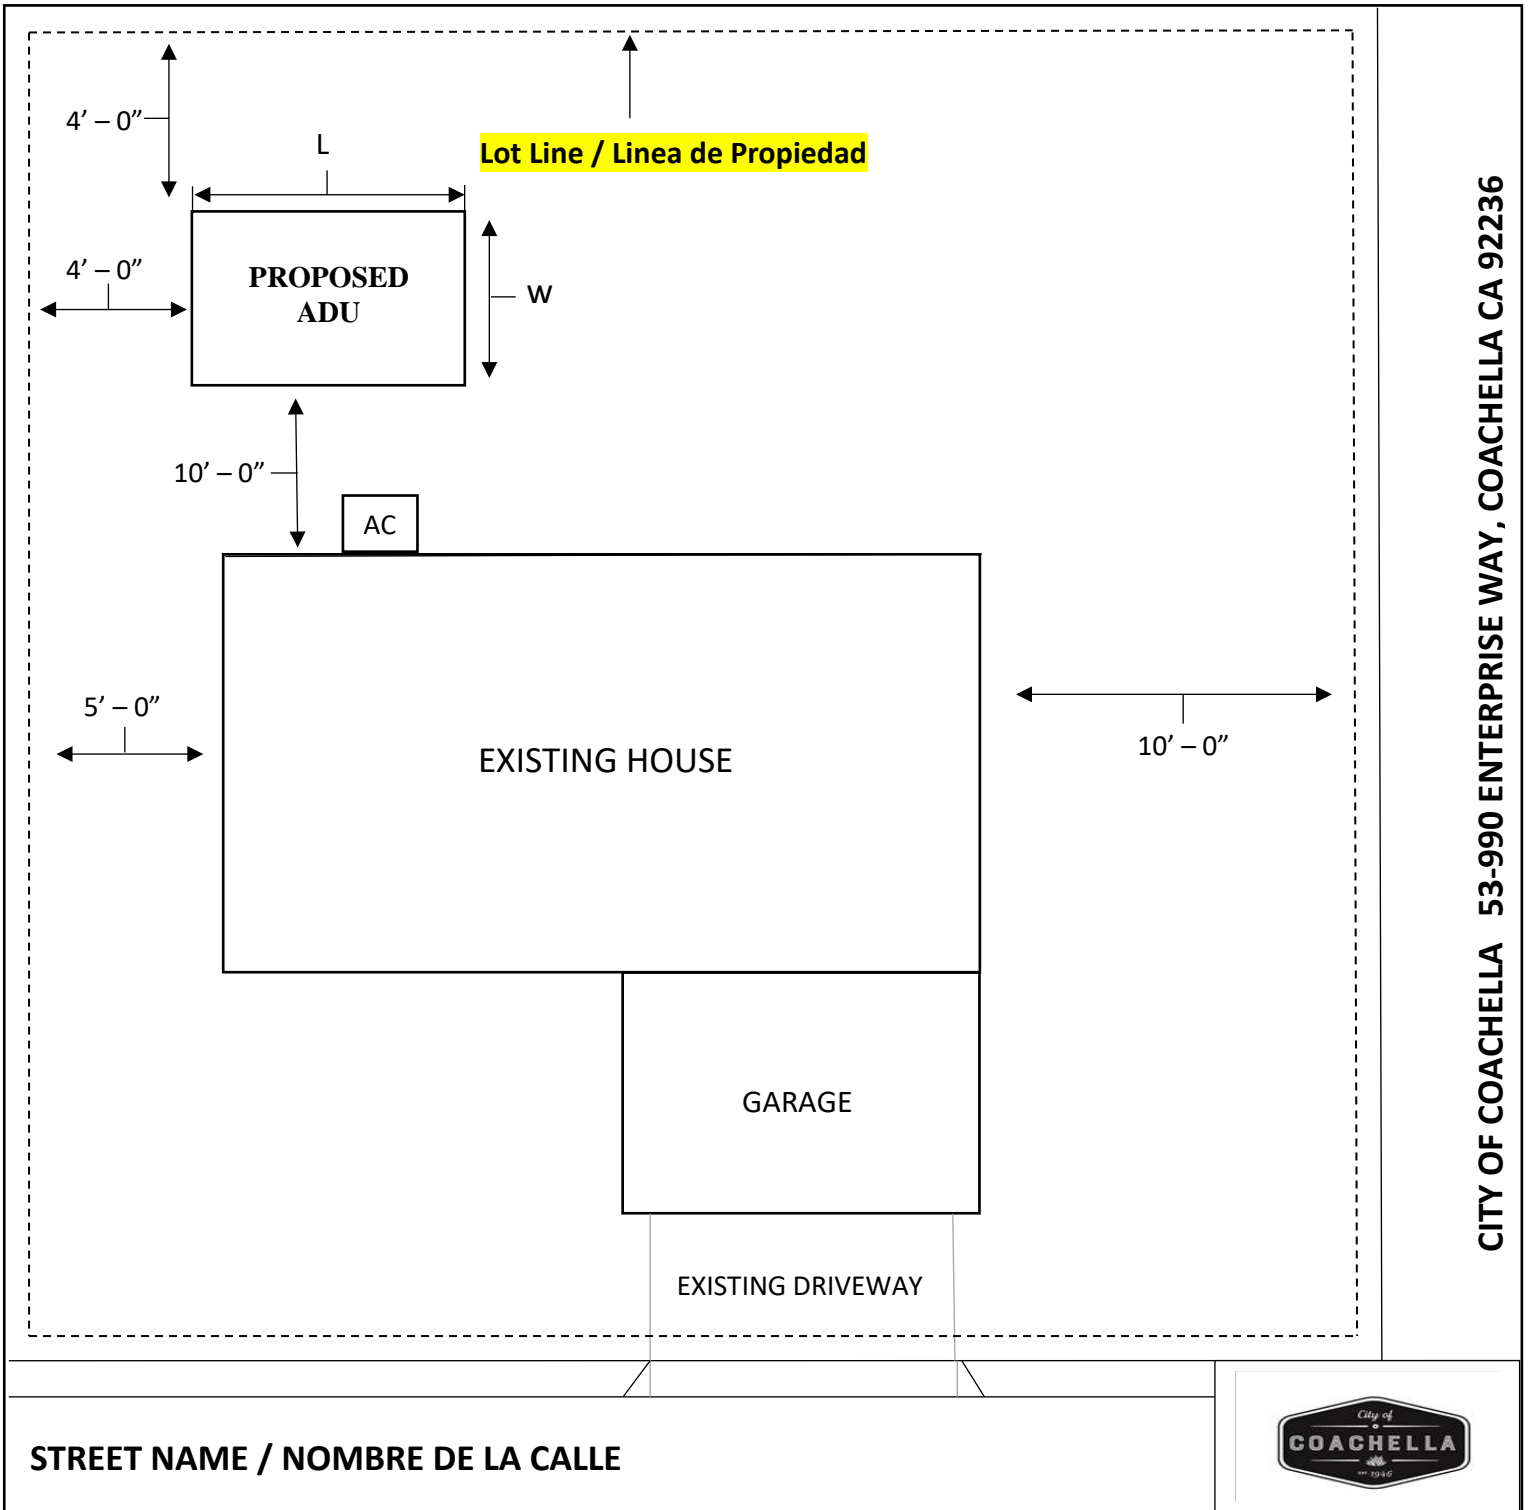 4’ – 0”
L
Lot Line / Linea de Propiedad
4’ – 0”
PROPOSED
ADU
W
10’ – 0”
AC
5’ – 0”
EXISTING HOUSE
10’ – 0”
GARAGE
EXISTING DRIVEWAY
STREET NAME / NOMBRE DE LA CALLE
CITY OF COACHELLA 53-990 ENTERPRISE WAY, COACHELLA CA 92236
City of
COACHELLA
EST. 1946